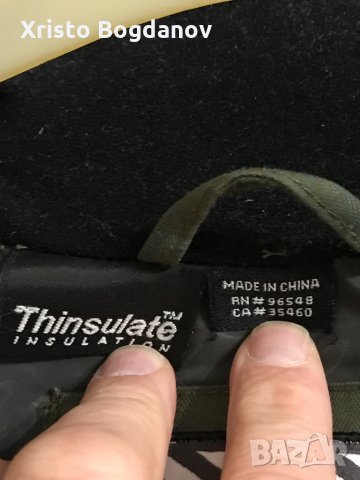 Xristo Bogdanov
Thinsulate™
INSULATION
MADE IN CHINA
RN# 96548
CA# 35460
BAZAR